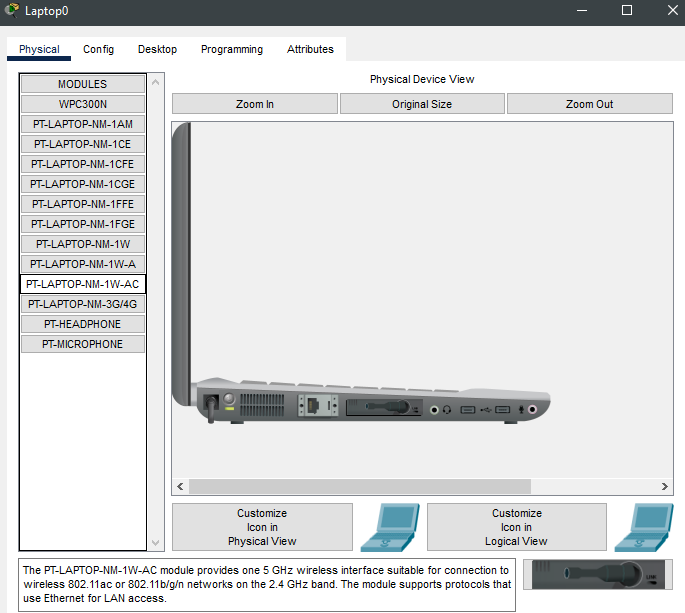 Laptop0
Physical Config Desktop Programming Attributes
MODULES
WPC300N
PT-LAPTOP-NM-1AM
PT-LAPTOP-NM-1CE
PT-LAPTOP-NM-1CFE
PT-LAPTOP-NM-1CGE
PT-LAPTOP-NM-1FFE
PT-LAPTOP-NM-1FGE
PT-LAPTOP-NM-1W
PT-LAPTOP-NM-1W-A
PT-LAPTOP-NM-1W-AC
PT-LAPTOP-NM-3G/4G
PT-HEADPHONE
PT-MICROPHONE
Physical Device View
Zoom In Original Size Zoom Out
Customize
Icon in
Physical View
Customize
Icon in
Logical View
The PT-LAPTOP-NM-1W-AC module provides one 5 GHz wireless interface suitable for connection to
wireless 802.11ac or 802.11b/g/n networks on the 2.4 GHz band. The module supports protocols that
use Ethernet for LAN access.
LINK